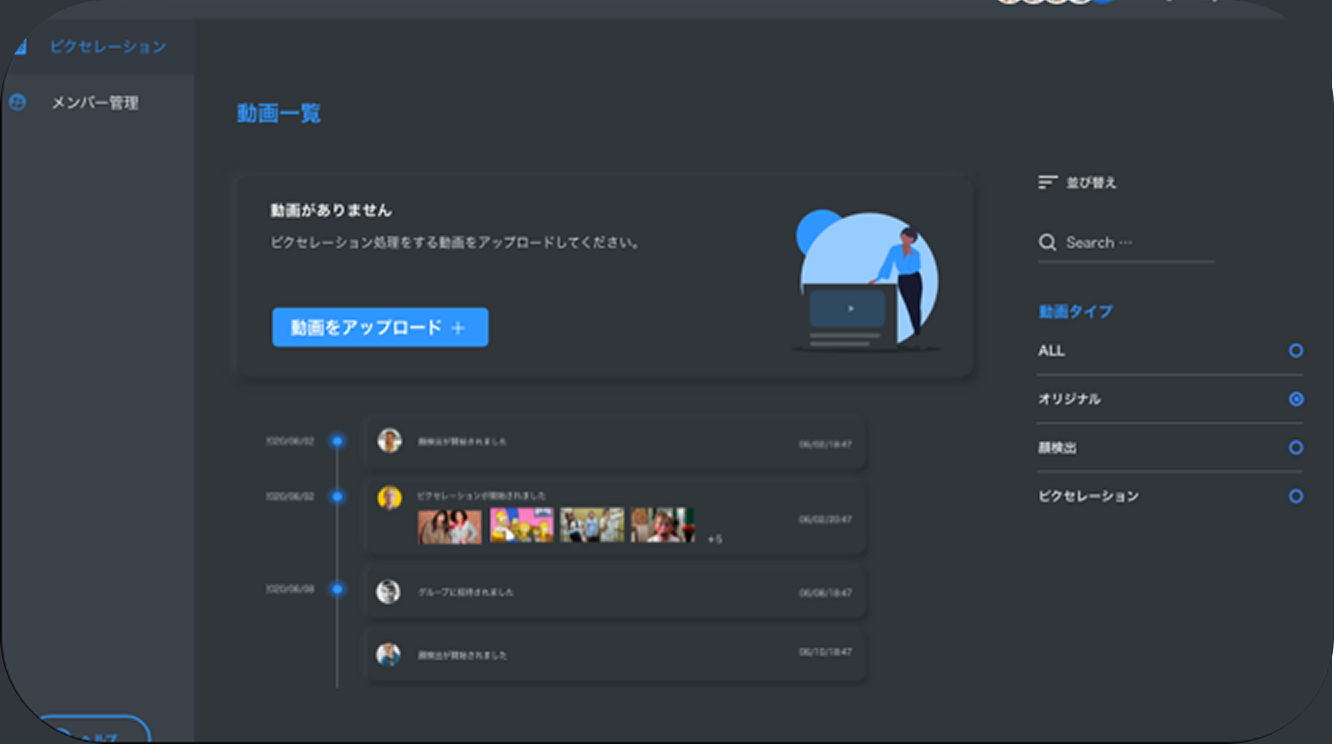 ピクセレーション
メンバー管理
動画一覧
動画がありません
ピクセレーション処理をする動画をアップロードしてください。
動画をアップロード +
並び替え
Search ...
動画タイプ
ALL
オリジナル
顔検出
ピクセレーション
2020/06/02
顔検出が開始されました
06/02/18:47
2020/06/02
ピクセレーションが開始されました
06/02/20:47
+5
2020/06/08
グループに招待されました
06/08/18:47
顔検出が開始されました
06/10/18:47
ヘルプ